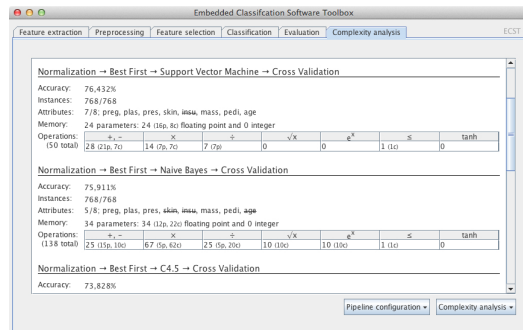 Embedded Classifcation Software Toolbox
Feature extraction Preprocessing Feature selection Classification Evaluation Complexity analysis ECST
Normalization → Best First → Support Vector Machine → Cross Validation
Accuracy: 76,432%
Instances: 768/768
Attributes: 7/8; preg, plas, pres, skin, insu, mass, pedi, age
Memory: 24 parameters: 24 (16p, 8c) floating point and 0 integer
Operations: +, − × ÷ √x eˣ ≤ tanh
(50 total) 28 (21p, 7c) 14 (7p, 7c) 7 (7p) 0 0 1 (1c) 0
Normalization → Best First → Naive Bayes → Cross Validation
Accuracy: 75,911%
Instances: 768/768
Attributes: 5/8; preg, plas, pres, skin, insu, mass, pedi, age
Memory: 34 parameters: 34 (12p, 22c) floating point and 0 integer
Operations: +, − × ÷ √x eˣ ≤ tanh
(138 total) 25 (15p, 10c) 67 (5p, 62c) 25 (5p, 20c) 10 (10c) 10 (10c) 1 (1c) 0
Normalization → Best First → C4.5 → Cross Validation
Accuracy: 73,828%
Pipeline configuration Complexity analysis